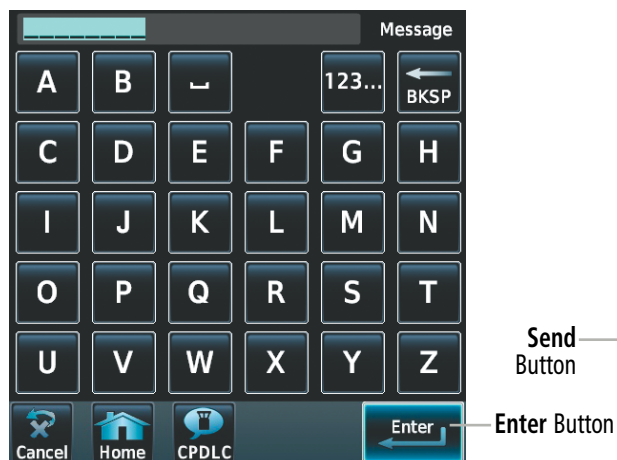 Message
A B ␣ 123... BKSP
C D E F G H
I J K L M N
O P Q R S T
U V W X Y Z
Send
Button
Cancel Home CPDLC Enter
Enter Button